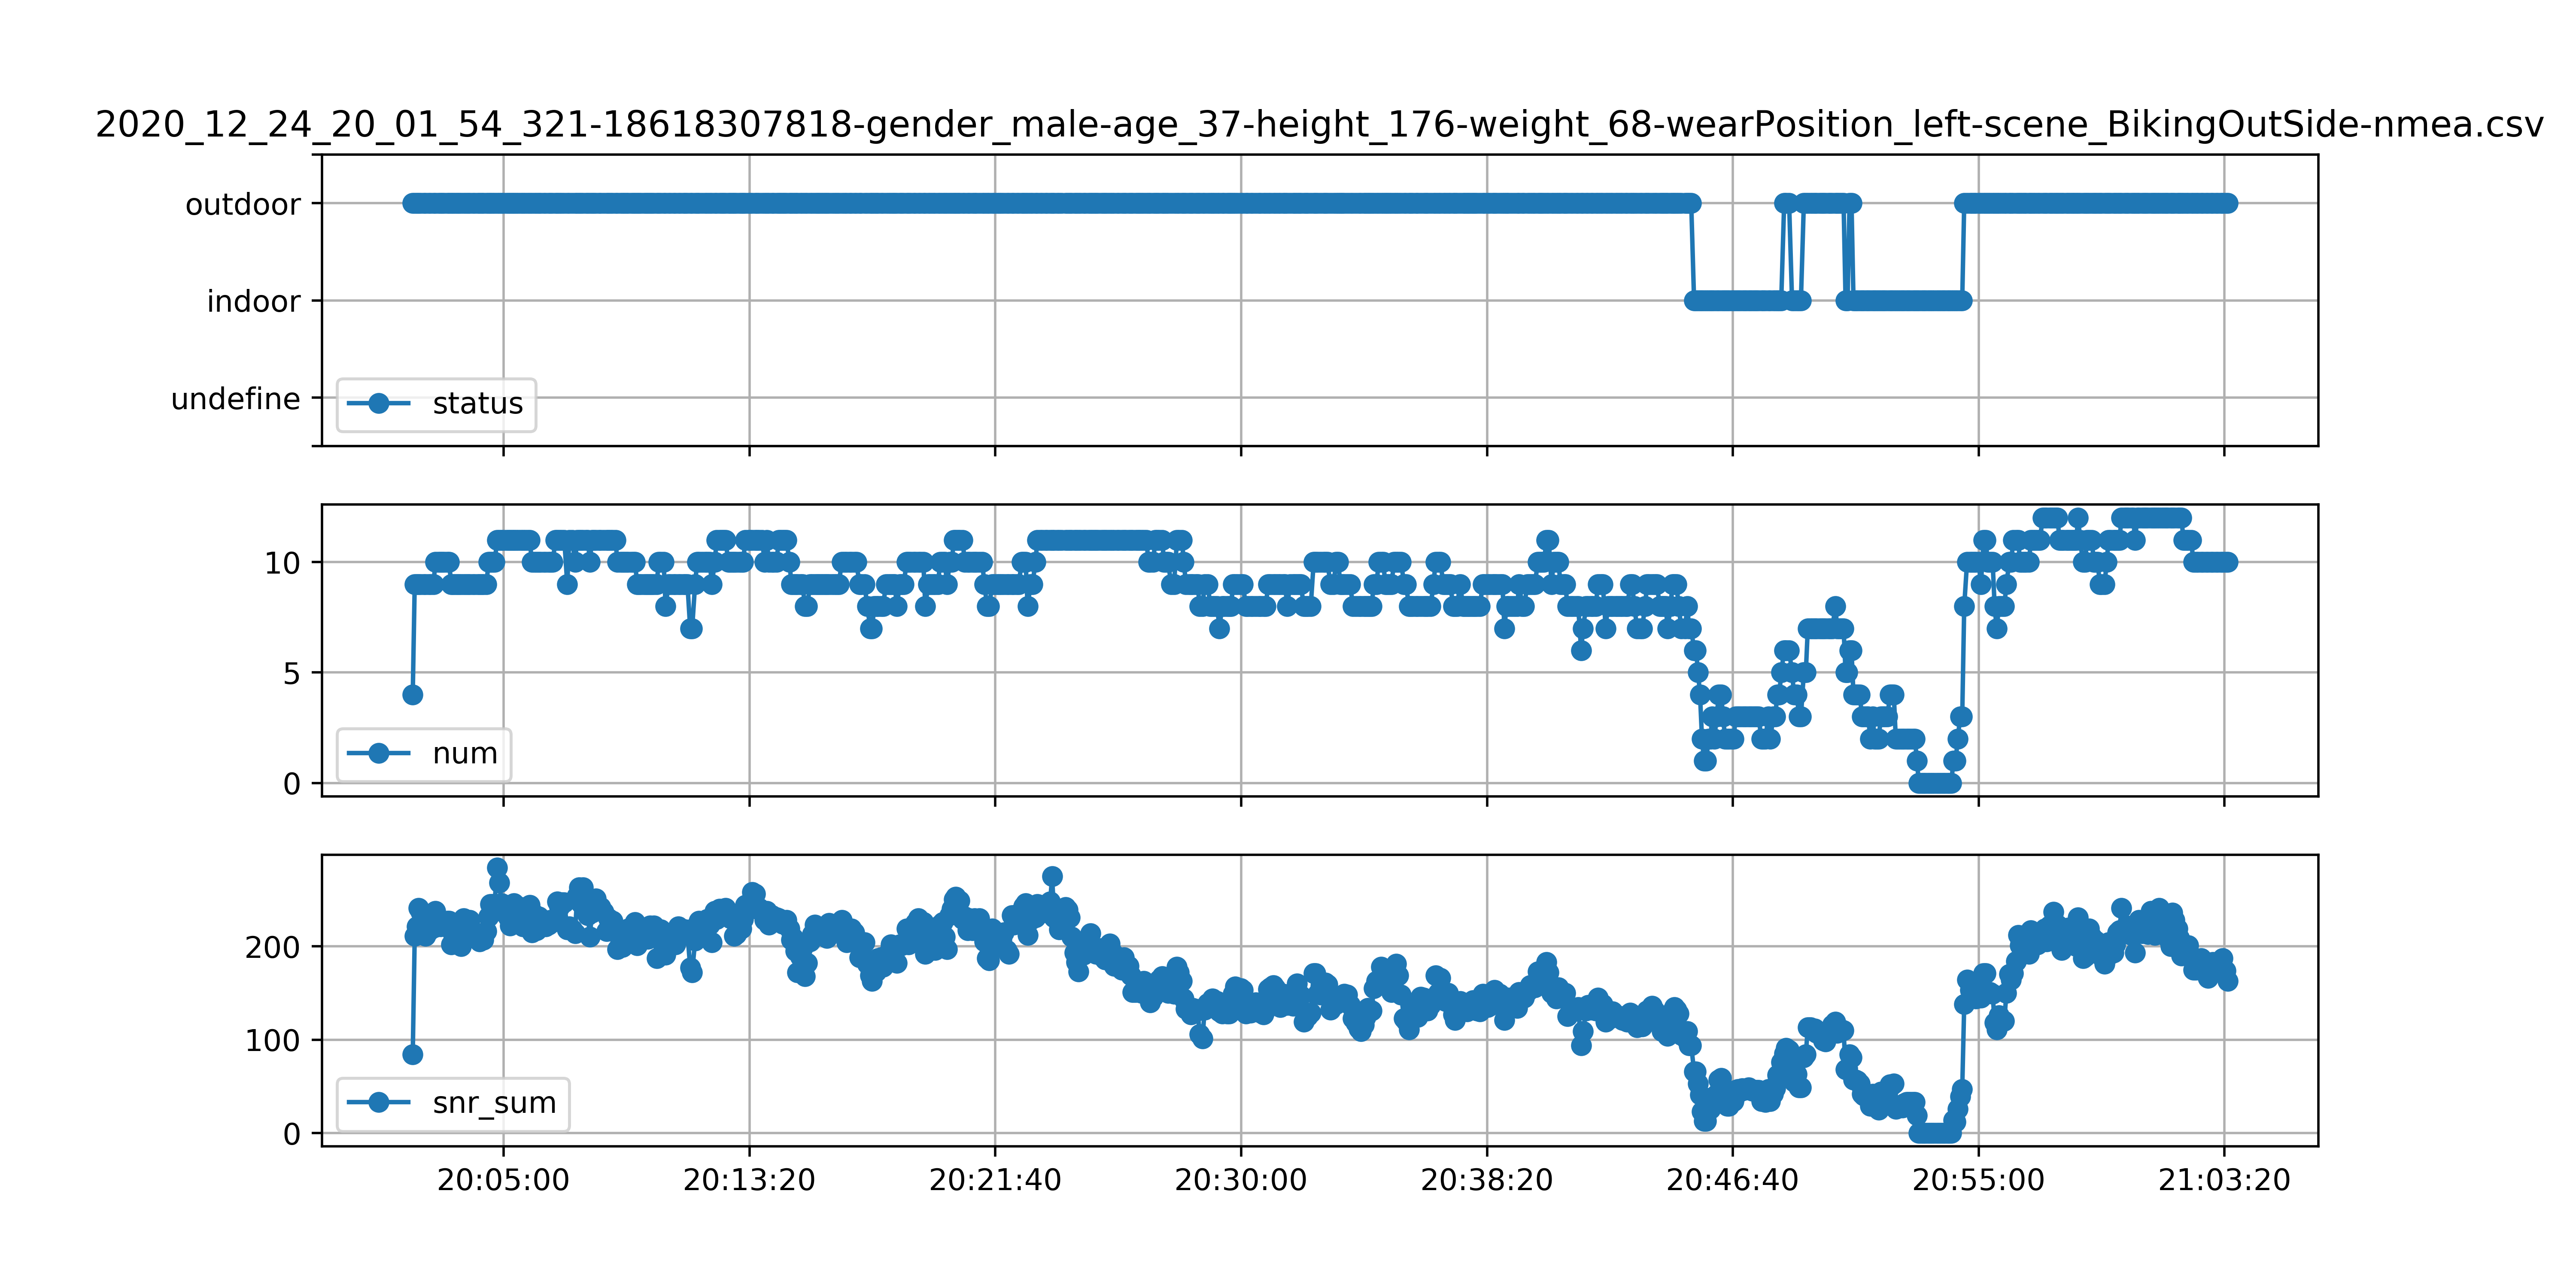 2020_12_24_20_01_54_321-18618307818-gender_male-age_37-height_176-weight_68-wearPosition_left-scene_BikingOutSide-nmea.csv
outdoor
indoor
undefine
status
10
5
0
num
200
100
0
snr_sum
20:05:00 20:13:20 20:21:40 20:30:00 20:38:20 20:46:40 20:55:00 21:03:20